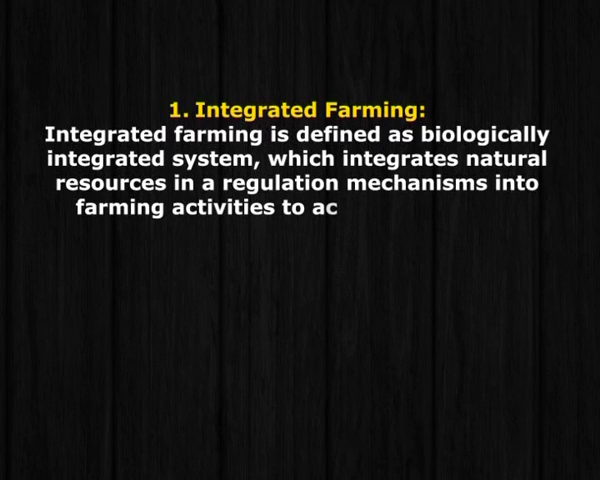 1. Integrated Farming:
Integrated farming is defined as biologically
integrated system, which integrates natural
resources in a regulation mechanisms into
farming activities to ac